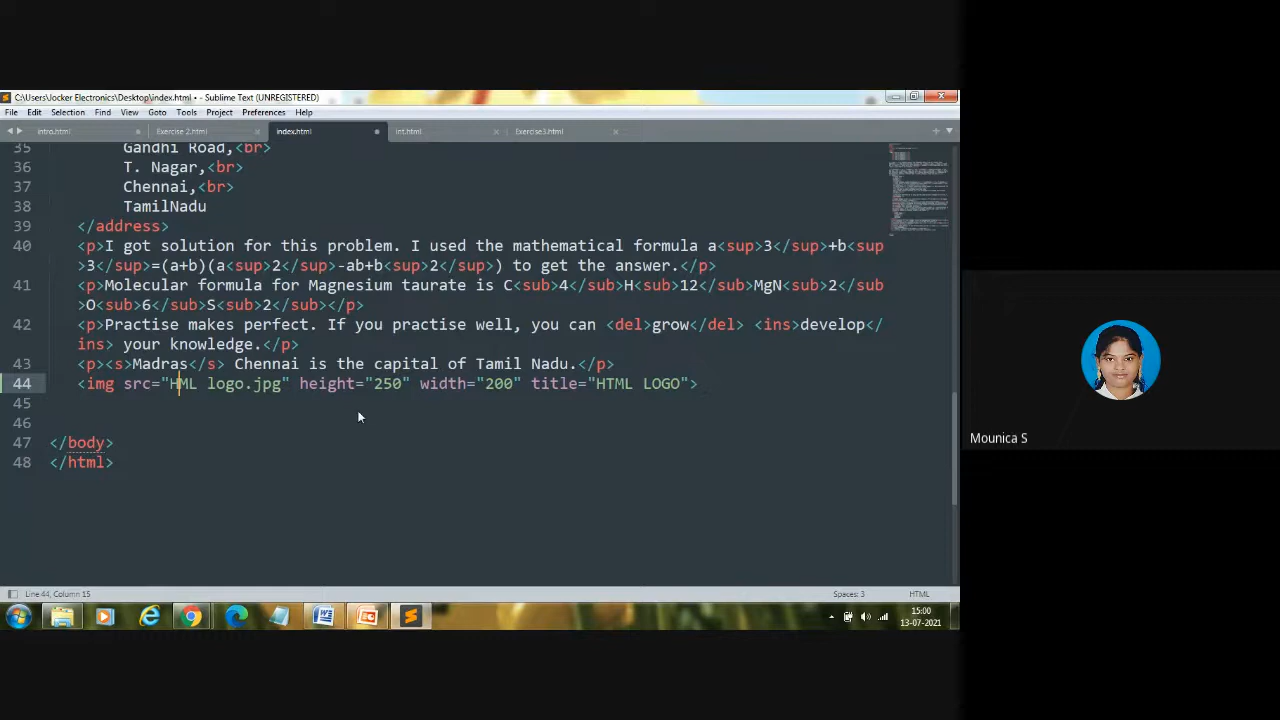 C:\Users\Jocker Electronics\Desktop\index.html • - Sublime Text (UNREGISTERED)
File Edit Selection Find View Goto Tools Project Preferences Help
intro.html Exercise 2.html index.html int.html Exercise3.html
35 Gandhi Road,<br>
36 T. Nagar,<br>
37 Chennai,<br>
38 TamilNadu
39 </address>
40 <p>I got solution for this problem. I used the mathematical formula a<sup>3</sup>+b<sup
>3</sup>=(a+b)(a<sup>2</sup>-ab+b<sup>2</sup>) to get the answer.</p>
41 <p>Molecular formula for Magnesium taurate is C<sub>4</sub>H<sub>12</sub>MgN<sub>2</sub
>O<sub>6</sub>S<sub>2</sub></p>
42 <p>Practise makes perfect. If you practise well, you can <del>grow</del> <ins>develop</
ins> your knowledge.</p>
43 <p><s>Madras</s> Chennai is the capital of Tamil Nadu.</p>
44 <img src="HML logo.jpg" height="250" width="200" title="HTML LOGO">
45
46
47 </body>
48 </html>
Line 44, Column 15 Spaces: 3 HTML
15:00
13-07-2021
Mounica S